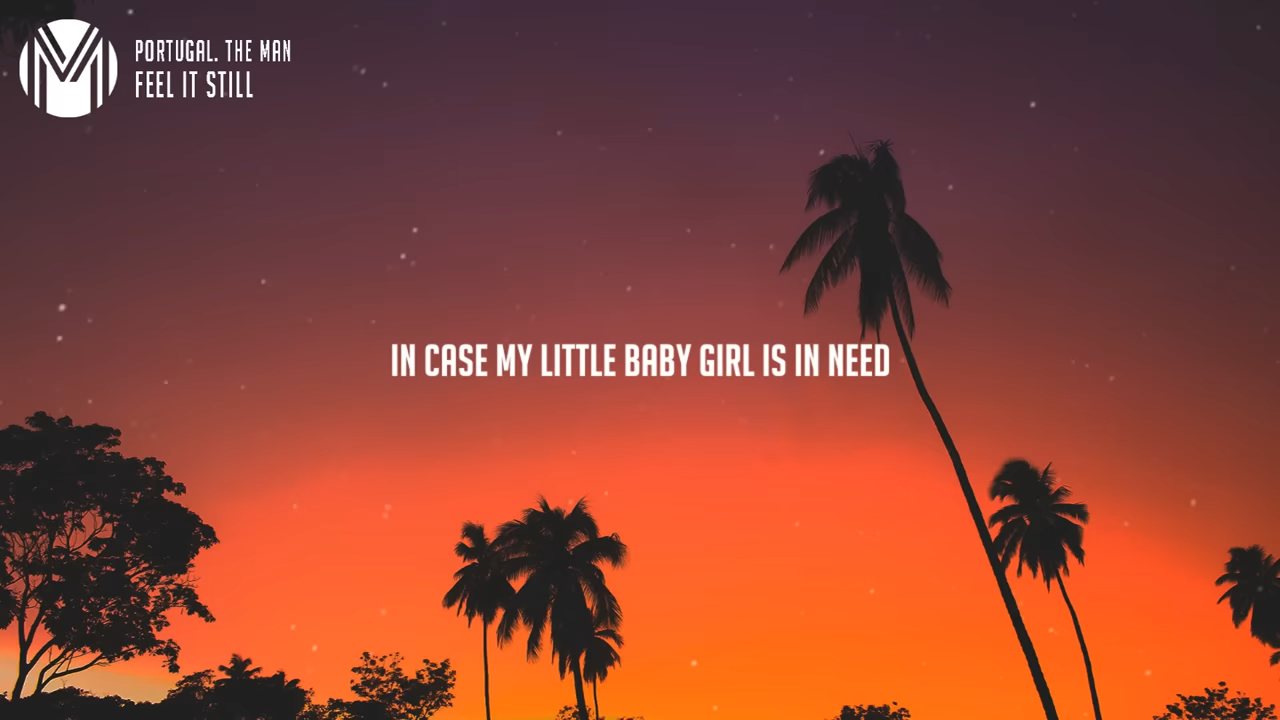 PORTUGAL. THE MAN
FEEL IT STILL
IN CASE MY LITTLE BABY GIRL IS IN NEED